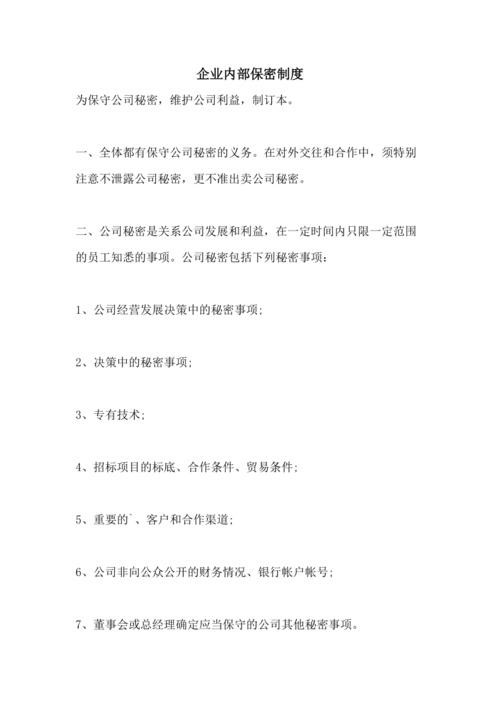 企业内部保密制度
为保守公司秘密，维护公司利益，制订本。
一、全体都有保守公司秘密的义务。在对外交往和合作中，须特别
注意不泄露公司秘密，更不准出卖公司秘密。
二、公司秘密是关系公司发展和利益，在一定时间内只限一定范围
的员工知悉的事项。公司秘密包括下列秘密事项：
1、公司经营发展决策中的秘密事项;
2、决策中的秘密事项;
3、专有技术;
4、招标项目的标底、合作条件、贸易条件;
5、重要的`、客户和合作渠道;
6、公司非向公众公开的财务情况、银行帐户帐号;
7、董事会或总经理确定应当保守的公司其他秘密事项。